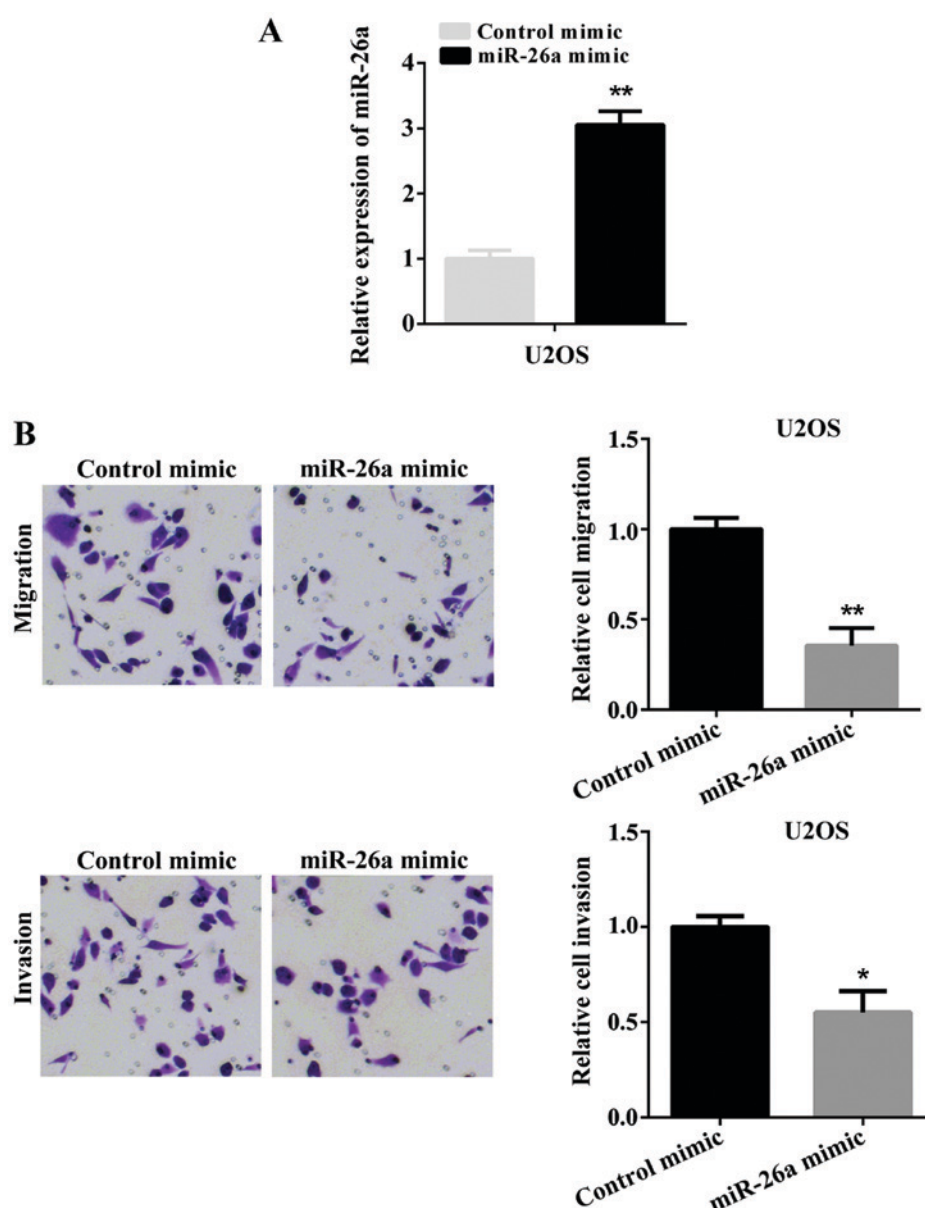 A
Control mimic
miR-26a mimic
Relative expression of miR-26a
4
3
2
1
0
**
U2OS
B
Control mimic
miR-26a mimic
Migration
U2OS
Relative cell migration
1.5
1.0
0.5
0.0
**
Control mimic
miR-26a mimic
Control mimic
miR-26a mimic
Invasion
U2OS
Relative cell invasion
1.5
1.0
0.5
0.0
*
Control mimic
miR-26a mimic